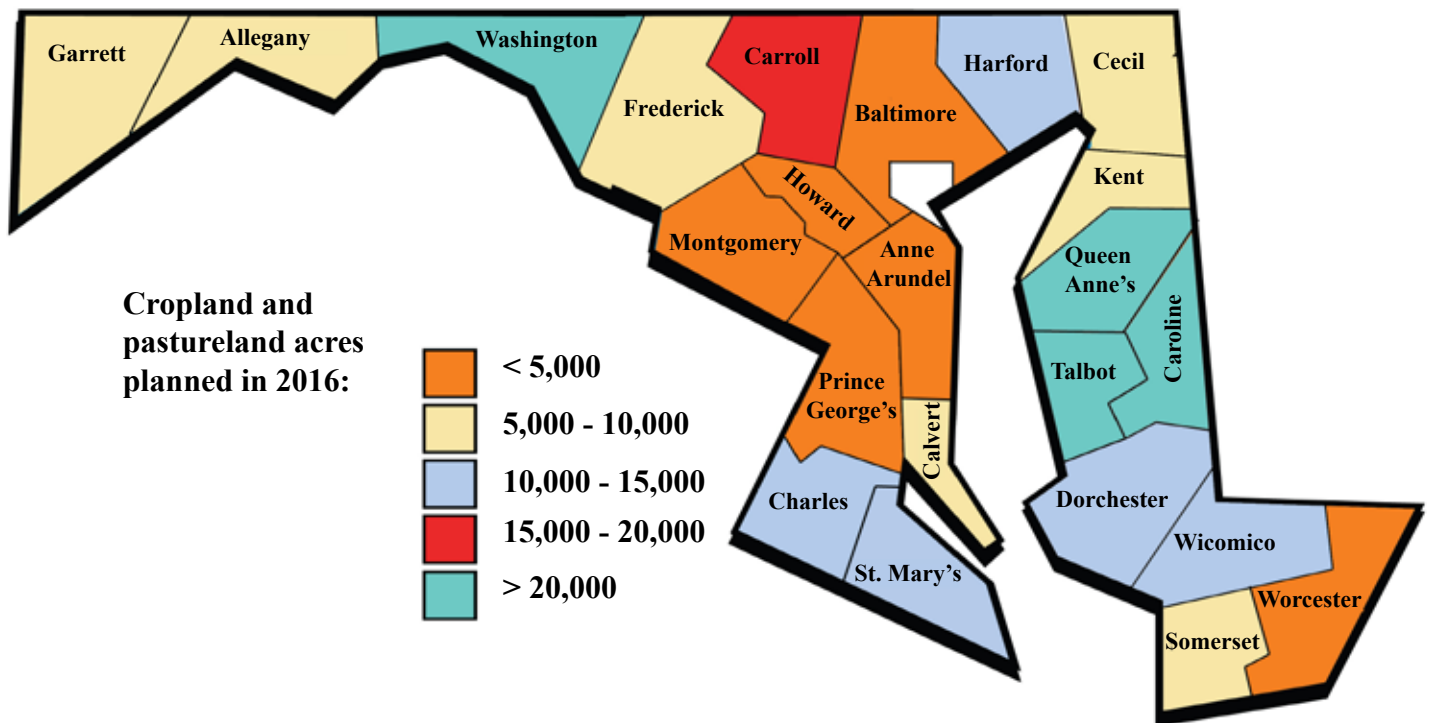 Garrett
Allegany
Washington
Frederick
Carroll
Baltimore
Harford
Cecil
Kent
Howard
Montgomery
Anne
Arundel
Queen
Anne’s
Caroline
Talbot
Prince
George’s
Calvert
Charles
St. Mary’s
Dorchester
Wicomico
Worcester
Somerset
Cropland and
pastureland acres
planned in 2016:
< 5,000
5,000 - 10,000
10,000 - 15,000
15,000 - 20,000
> 20,000